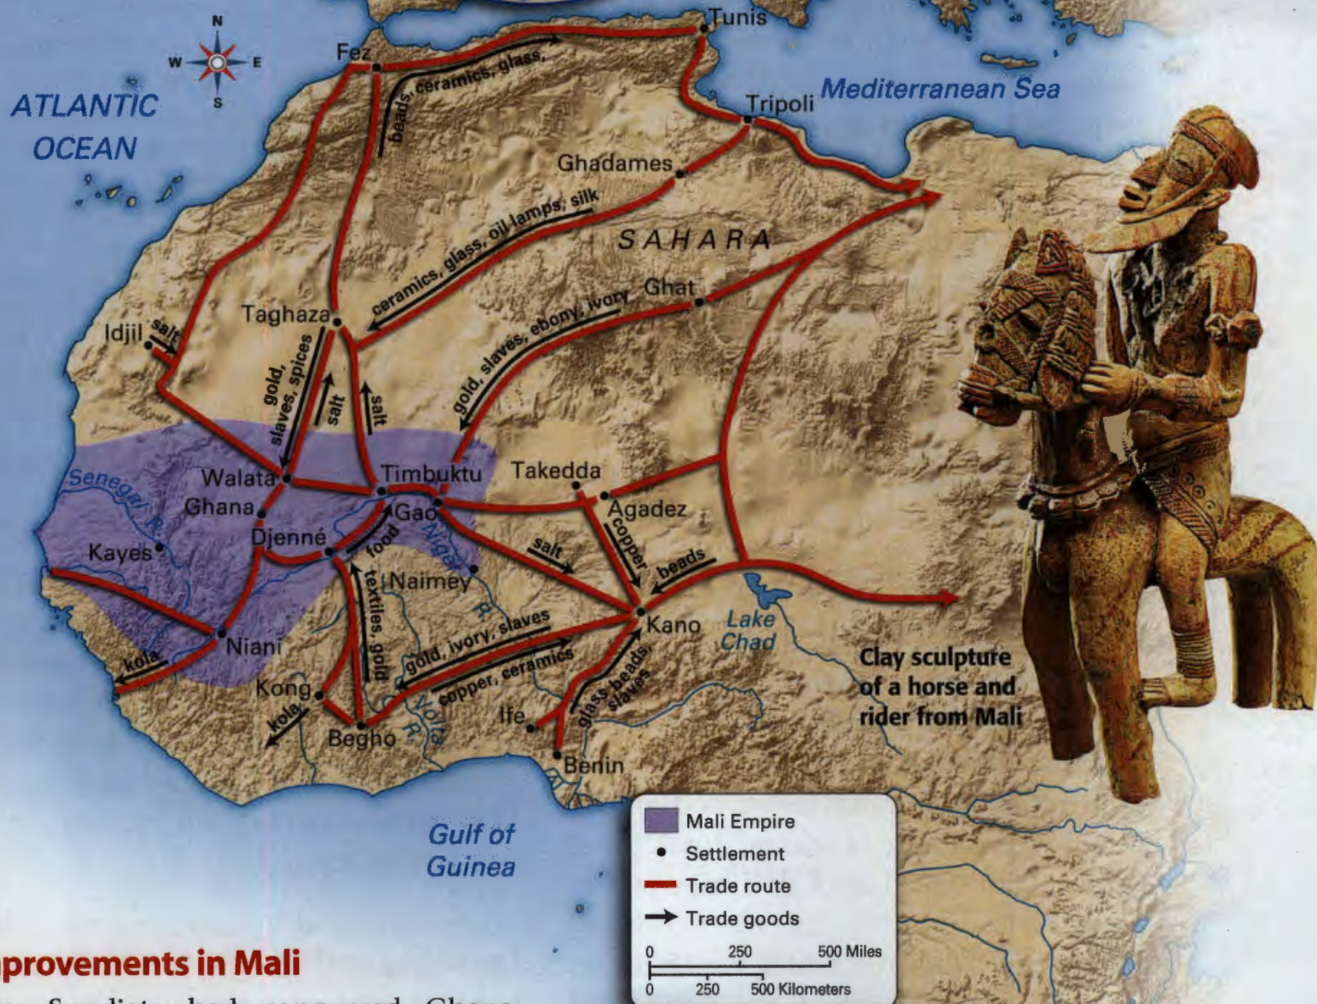 Tunis
N
W E
S
Fez
beads, ceramics, glass,
ATLANTIC
OCEAN
Mediterranean Sea
Tripoli
Ghadames
ceramics, glass, oil lamps, silk
SAHARA
Ghat
gold, slaves, ebony, ivory
Taghaza
Idjil
salt
gold,
slaves, spices
salt
salt
Walata
Timbuktu
Takedda
Senegal R.
Ghana
Gao
Agadez
Djenné
food
Niger
R.
copper
Kayes
salt
beads
Naimey
textiles, gold
Kano
Lake
Chad
Niani
gold, ivory, slaves
copper, ceramics
kola
Kong
kola
Volta
R.
Ife
glass beads,
slaves
Begho
Benin
Clay sculpture
of a horse and
rider from Mali
Gulf of
Guinea
Mali Empire
Settlement
Trade route
Trade goods
0 250 500 Miles
0 250 500 Kilometers
provements in Mali